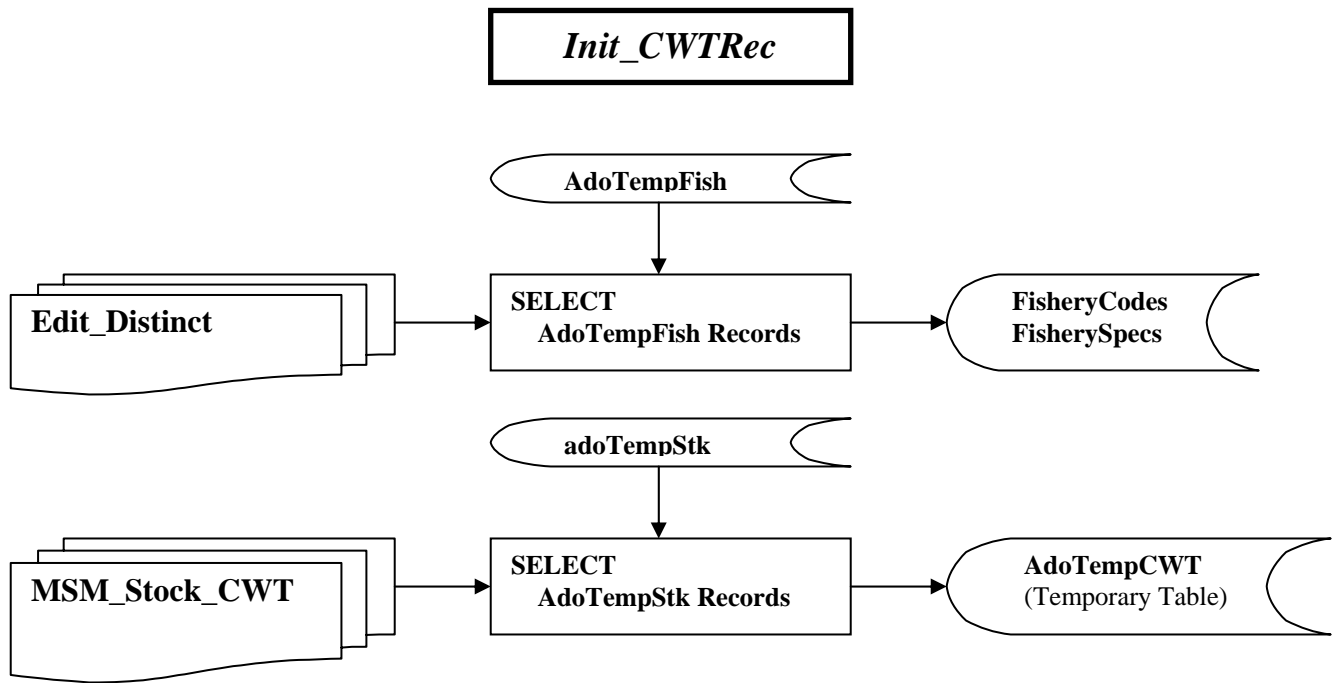 Init_CWTRec
AdoTempFish
Edit_Distinct
SELECT
AdoTempFish Records
FisheryCodes
FisherySpecs
adoTempStk
MSM_Stock_CWT
SELECT
AdoTempStk Records
AdoTempCWT
(Temporary Table)